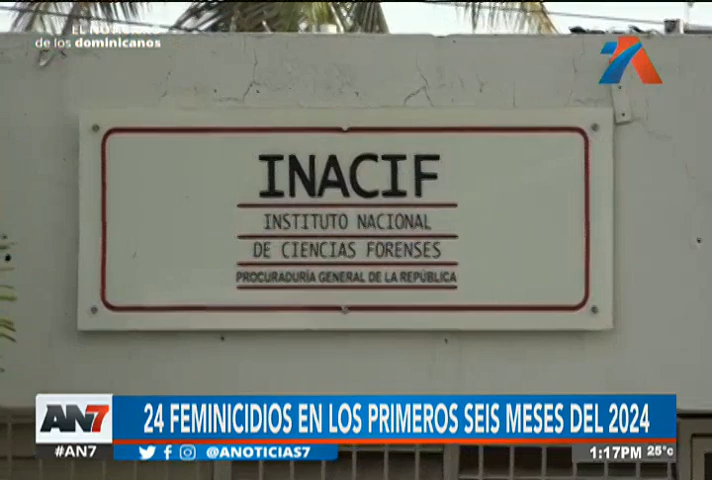 EL NOTICIERO
de los dominicanos
INACIF
INSTITUTO NACIONAL
DE CIENCIAS FORENSES
PROCURADURÍA GENERAL DE LA REPÚBLICA
AN7
24 FEMINICIDIOS EN LOS PRIMEROS SEIS MESES DEL 2024
#AN7
@ANOTICIAS7
1:17PM 25°C